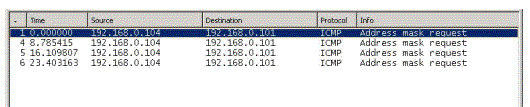 . Time Source Destination Protocol Info
1 0.000000 192.168.0.104 192.168.0.101 ICMP Address mask request
4 8.785415 192.168.0.104 192.168.0.101 ICMP Address mask request
5 16.109807 192.168.0.104 192.168.0.101 ICMP Address mask request
6 23.403163 192.168.0.104 192.168.0.101 ICMP Address mask request